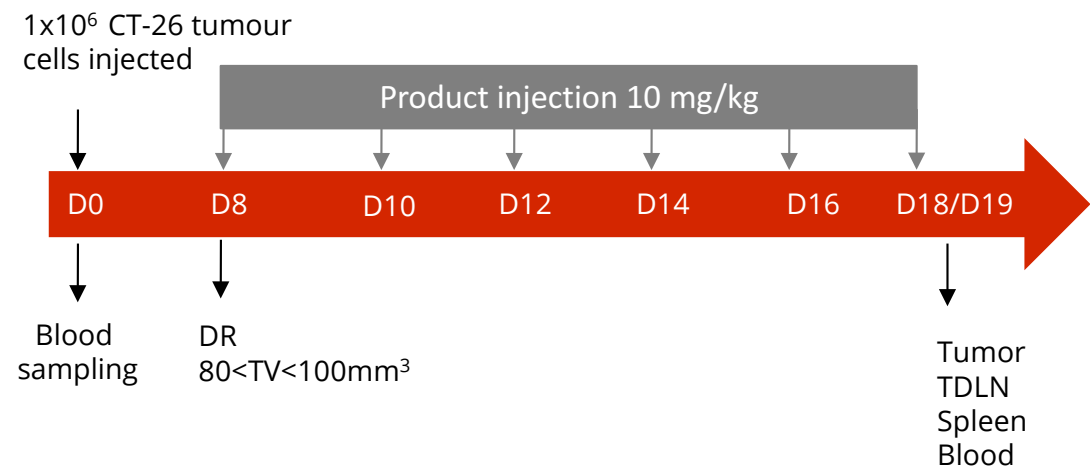 1x10⁶ CT-26 tumour
cells injected
Product injection 10 mg/kg
D0
D8
D10
D12
D14
D16
D18/D19
Blood
sampling
DR
80<TV<100mm³
Tumor
TDLN
Spleen
Blood